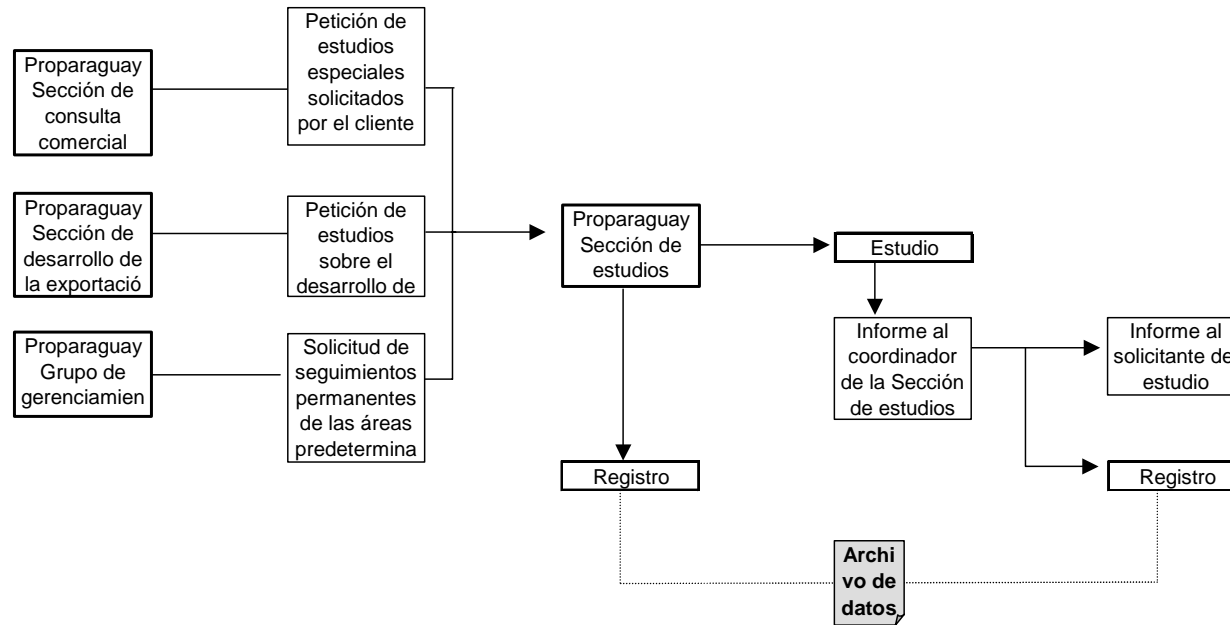 Proparaguay
Sección de
consulta
comercial
Petición de
estudios
especiales
solicitados
por el cliente
Proparaguay
Sección de
desarrollo de
la exportació
Petición de
estudios
sobre el
desarrollo de
Proparaguay
Grupo de
gerenciamien
Solicitud de
seguimientos
permanentes
de las áreas
predetermina
Proparaguay
Sección de
estudios
Estudio
Informe al
coordinador
de la Sección
de estudios
Informe al
solicitante de
estudio
Registro
Registro
Archi
vo de
datos